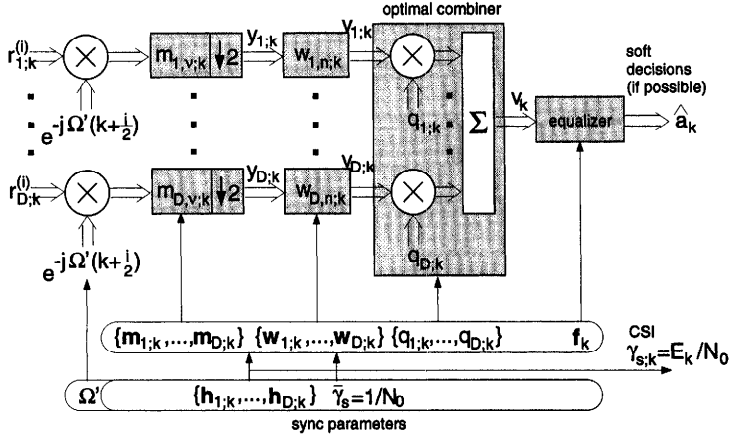 optimal combiner
r_{1;k}^{(i)} × m_{1,ν;k} ↓2 y_{1;k} w_{1,n;k} v_{1;k} ×
e^{-jΩ'(k+i/2)} q_{1;k}
Σ v_k equalizer â_k
soft
decisions
(if possible)
r_{D;k}^{(i)} × m_{D,ν;k} ↓2 y_{D;k} w_{D,n;k} v_{D;k} ×
e^{-jΩ'(k+i/2)} q_{D;k}
{m_{1;k},...,m_{D;k}} {w_{1;k},...,w_{D;k}} {q_{1;k},...,q_{D;k}} f_k
CSI
γ_{s;k}=E_k/N_0
Ω' {h_{1;k},...,h_{D;k}} γ̄_s=1/N_0
sync parameters